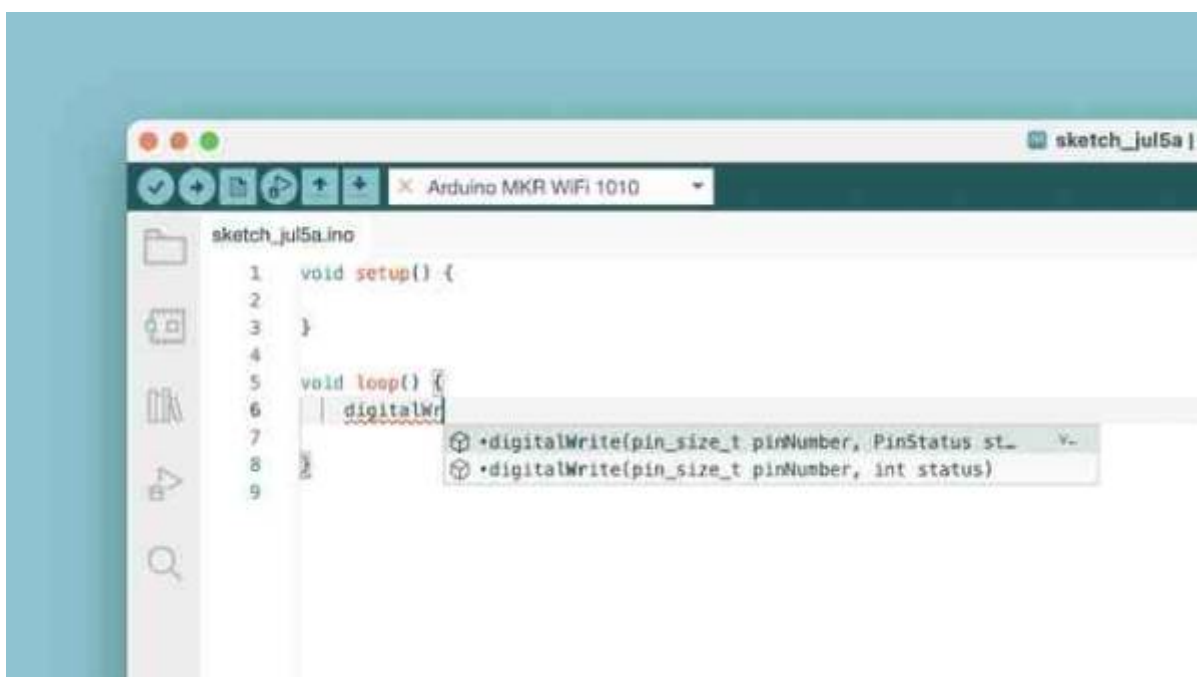 sketch_jul5a |
Arduino MKR WiFi 1010
sketch_jul5a.ino
1 void setup() {
2
3 }
4
5 void loop() {
6 digitalWr
7
8 }
9
•digitalWrite(pin_size_t pinNumber, PinStatus st…
•digitalWrite(pin_size_t pinNumber, int status)